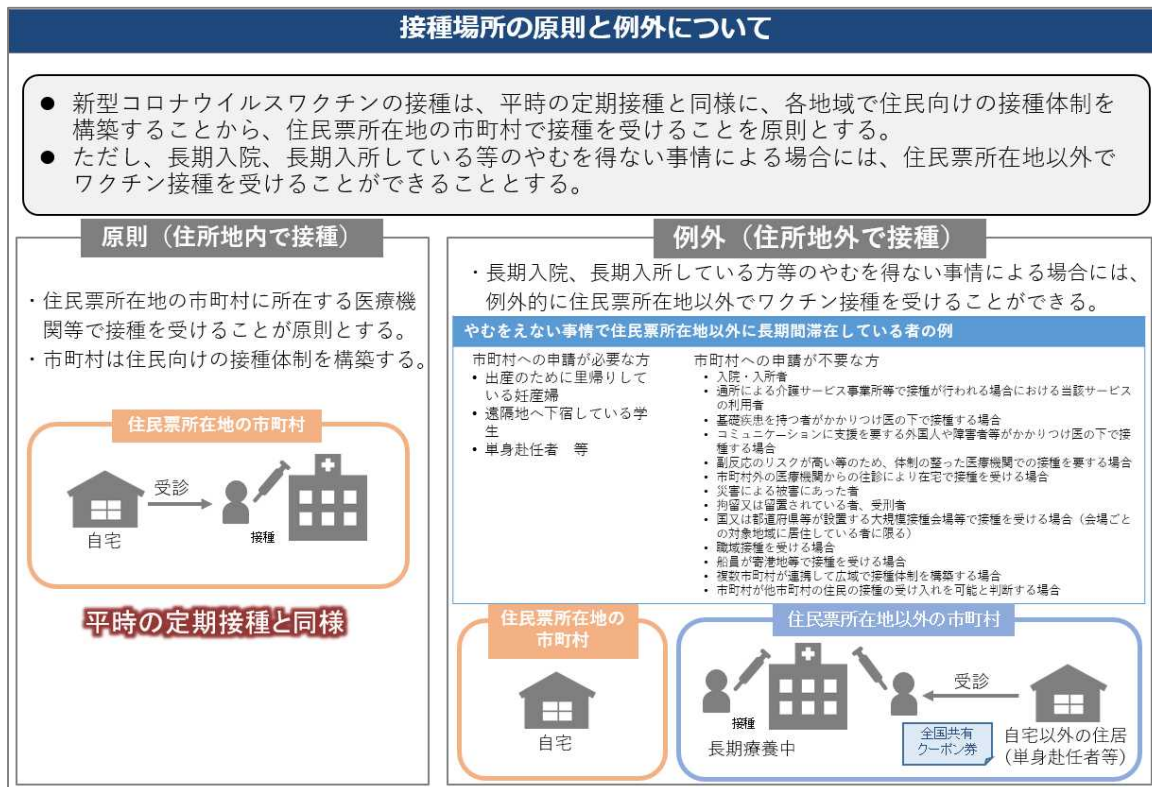 接種場所の原則と例外について
● 新型コロナウイルスワクチンの接種は、平時の定期接種と同様に、各地域で住民向けの接種体制を
構築することから、住民票所在地の市町村で接種を受けることを原則とする。
● ただし、長期入院、長期入所している等のやむを得ない事情による場合には、住民票所在地以外で
ワクチン接種を受けることができることとする。
原則（住所地内で接種）
・住民票所在地の市町村に所在する医療機
関等で接種を受けることが原則とする。
・市町村は住民向けの接種体制を構築する。
住民票所在地の市町村
受診
自宅
接種
平時の定期接種と同様
例外（住所地外で接種）
・長期入院、長期入所している方等のやむを得ない事情による場合には、
例外的に住民票所在地以外でワクチン接種を受けることができる。
やむをえない事情で住民票所在地以外に長期間滞在している者の例
市町村への申請が必要な方
• 出産のために里帰りして
いる妊産婦
• 遠隔地へ下宿している学
生
• 単身赴任者　等
市町村への申請が不要な方
• 入院・入所者
• 通所による介護サービス事業所等で接種が行われる場合における当該サービス
の利用者
• 基礎疾患を持つ者がかかりつけ医の下で接種する場合
• コミュニケーションに支援を要する外国人や障害者等がかかりつけ医の下で接
種する場合
• 副反応のリスクが高い等のため、体制の整った医療機関での接種を要する場合
• 市町村外の医療機関からの往診により在宅で接種を受ける場合
• 災害による被害にあった者
• 拘留又は留置されている者、受刑者
• 国又は都道府県等が設置する大規模接種会場等で接種を受ける場合（会場ごと
の対象地域に居住している者に限る）
• 職域接種を受ける場合
• 船員が寄港地等で接種を受ける場合
• 複数市町村が連携して広域で接種体制を構築する場合
• 市町村が他市町村の住民の接種の受け入れを可能と判断する場合
住民票所在地の
市町村
自宅
住民票所在地以外の市町村
接種
長期療養中
受診
全国共有
クーポン券
自宅以外の住居
（単身赴任者等）